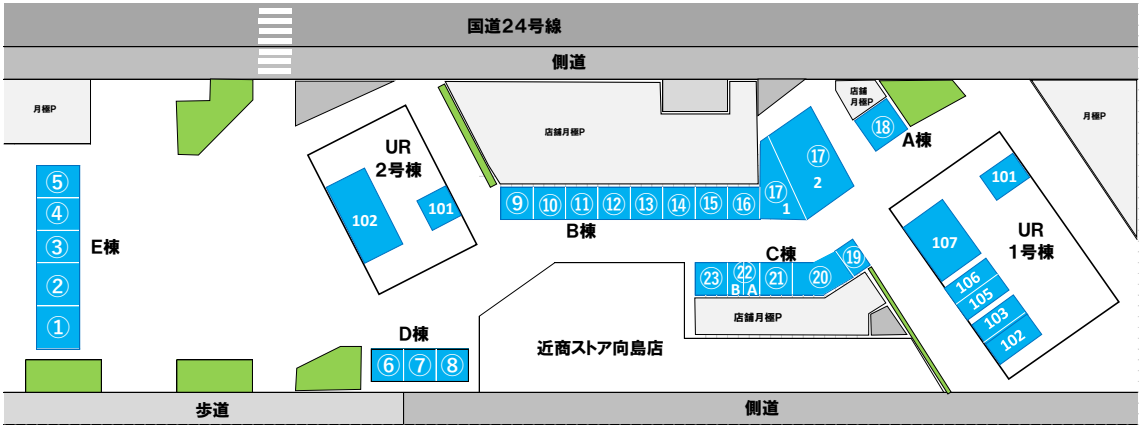 国道24号線
側道
月極P
店舗月極P
店舗
月極P
月極P
⑱
A棟
UR
2号棟
102
101
⑰
2
⑰
1
⑨
⑩
⑪
⑫
⑬
⑭
⑮
⑯
B棟
⑤
④
③
②
①
E棟
101
UR
1号棟
107
106
105
103
102
C棟
㉓
㉒
B
A
㉑
⑳
⑲
店舗月極P
近商ストア向島店
D棟
⑥
⑦
⑧
歩道
側道